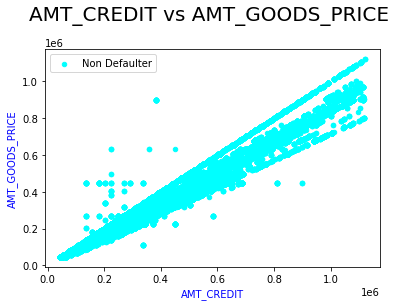 AMT_CREDIT vs AMT_GOODS_PRICE
1e6
Non Defaulter
1.0
0.8
0.6
0.4
0.2
0.0
AMT_GOODS_PRICE
0.0 0.2 0.4 0.6 0.8 1.0
1e6
AMT_CREDIT